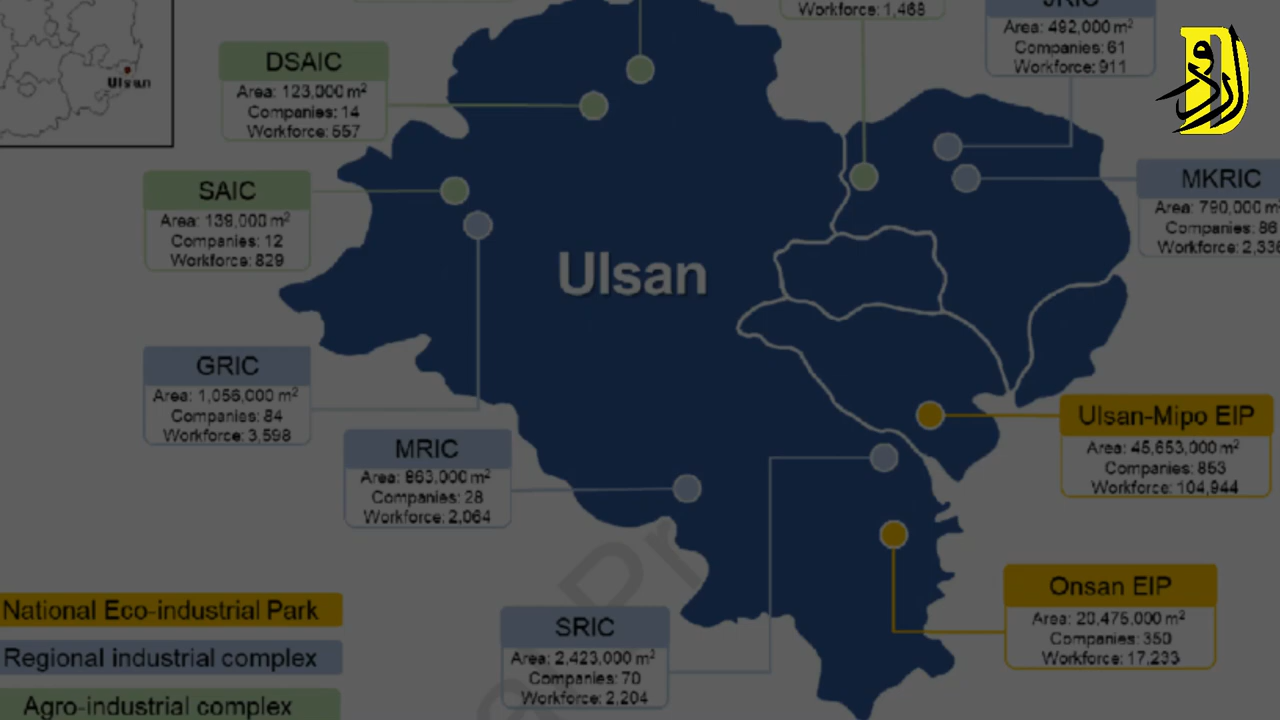 Workforce: 1,468
JRIC
Area: 492,000 m²
Companies: 61
Workforce: 911
Ulsan
DSAIC
Area: 123,000 m²
Companies: 14
Workforce: 557
SAIC
Area: 139,000 m²
Companies: 12
Workforce: 829
MKRIC
Area: 790,000 m
Companies: 86
Workforce: 2,338
Ulsan
GRIC
Area: 1,056,000 m²
Companies: 84
Workforce: 3,598
MRIC
Area: 863,000 m²
Companies: 28
Workforce: 2,064
Ulsan-Mipo EIP
Area: 45,653,000 m²
Companies: 853
Workforce: 104,944
Onsan EIP
Area: 20,475,000 m²
Companies: 350
Workforce: 17,233
SRIC
Area: 2,423,000 m²
Companies: 70
Workforce: 2,204
National Eco-industrial Park
Regional industrial complex
Agro-industrial complex